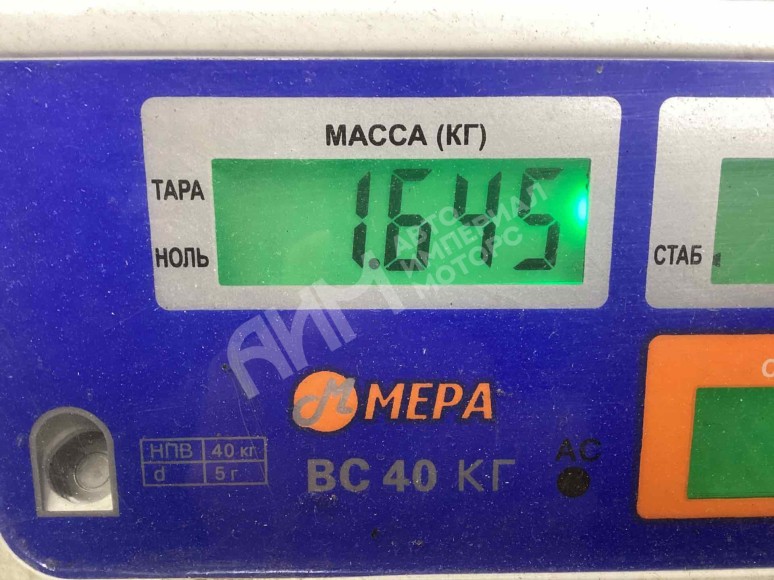 МАССА (КГ)
ТАРА
1.645
НОЛЬ
СТАБ
АИМ АВТО ИМПЕРИАЛ МОТОРС
МЕРА
НПВ 40 кг
d 5 г
ВС 40 КГ
АС